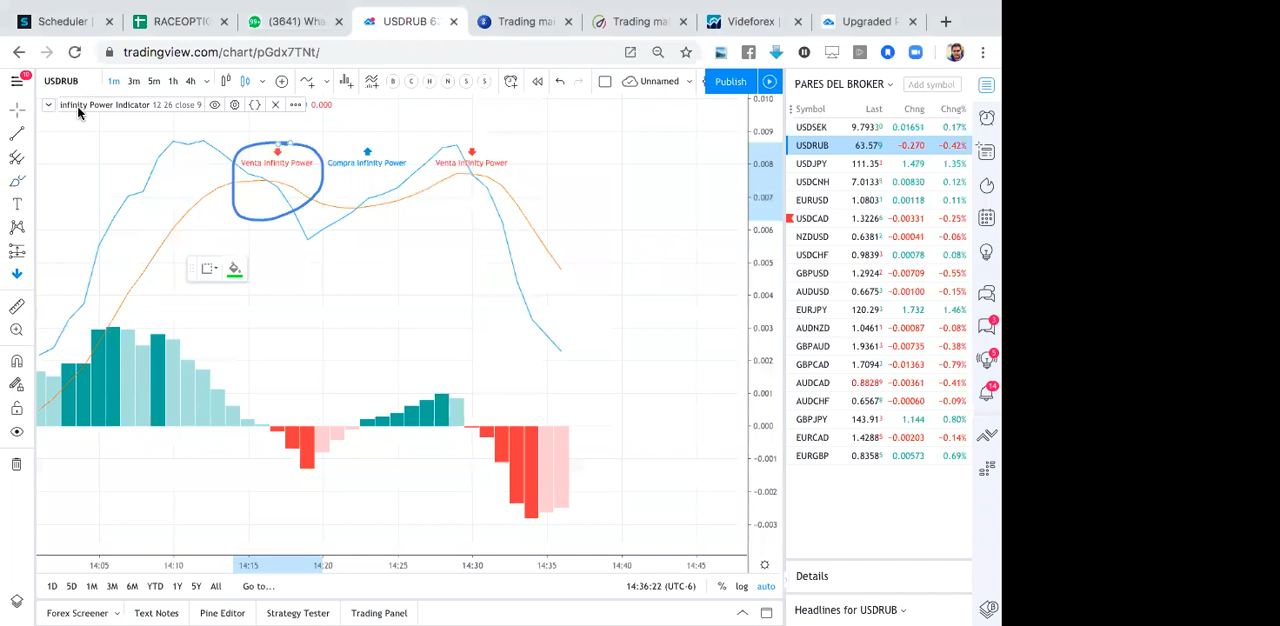 Scheduler
RACEOPTIC
(3641) Wha
USDRUB 63
Trading ma
Trading ma
Videforex
Upgraded
tradingview.com/chart/pGdx7TNt/
10
USDRUB
1m 3m 5m 1h 4h
B C H N S S
Unnamed
Publish
infinity Power Indicator 12 26 close 9
0.000
Venta Infinity Power
Compra Infinity Power
Venta Infinity Power
0.010
0.009
0.008
0.007
0.006
0.005
0.004
0.003
0.002
0.001
0.000
-0.001
-0.002
-0.003
14:05 14:10 14:15 14:20 14:25 14:30 14:35 14:40 14:45
1D 5D 1M 3M 6M YTD 1Y 5Y All Go to...
14:36:22 (UTC-6) % log auto
Forex Screener Text Notes Pine Editor Strategy Tester Trading Panel
PARES DEL BROKER Add symbol
Symbol Last Chng Chng%
USDSEK 9.7933 0.01651 0.17%
USDRUB 63.579 -0.270 -0.42%
USDJPY 111.35 1.479 1.35%
USDCNH 7.0133 0.00830 0.12%
EURUSD 1.0803 0.00118 0.11%
USDCAD 1.3226 -0.00331 -0.25%
NZDUSD 0.6381 -0.00041 -0.06%
USDCHF 0.9839 0.00078 0.08%
GBPUSD 1.2924 -0.00709 -0.55%
AUDUSD 0.6675 -0.00100 -0.15%
EURJPY 120.29 1.732 1.46%
AUDNZD 1.0461 -0.00087 -0.08%
GBPAUD 1.9361 -0.00735 -0.38%
GBPCAD 1.7094 -0.01363 -0.79%
AUDCAD 0.8828 -0.00361 -0.41%
AUDCHF 0.6567 -0.00060 -0.09%
GBPJPY 143.91 1.144 0.80%
EURCAD 1.4288 -0.00203 -0.14%
EURGBP 0.8358 0.00573 0.69%
3
5
14
Details
Headlines for USDRUB